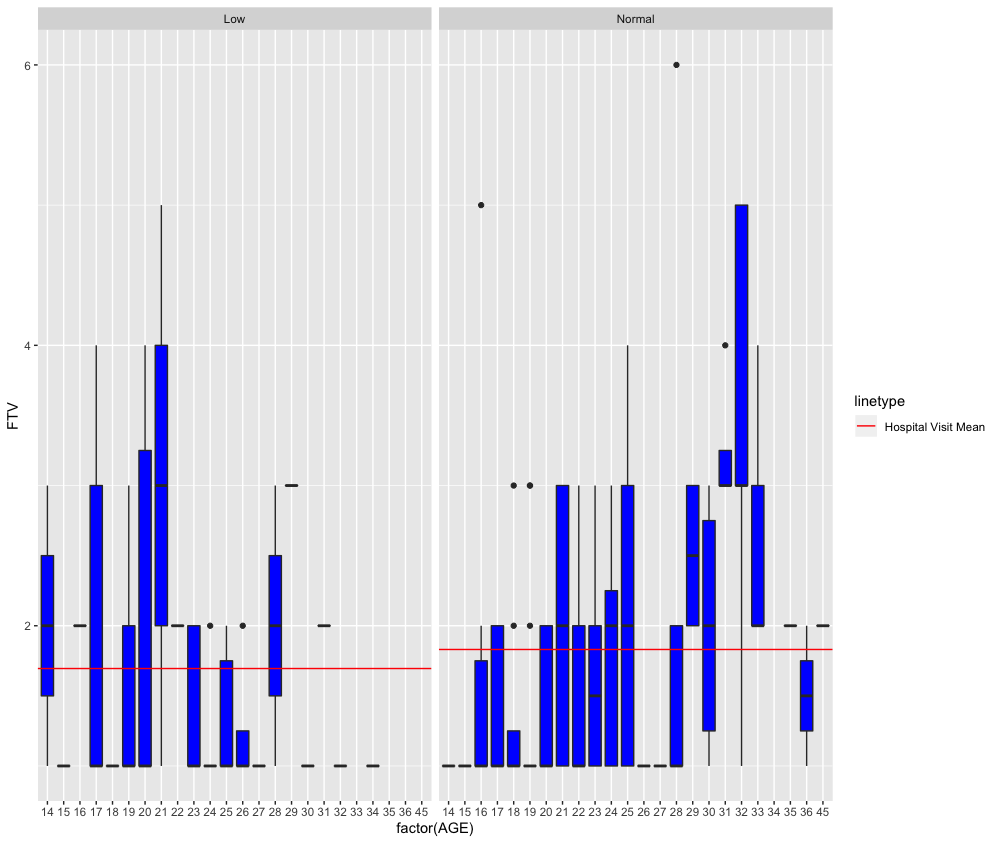 Low
Normal
6
4
2
FTV
linetype
Hospital Visit Mean
14 15 16 17 18 19 20 21 22 23 24 25 26 27 28 29 30 31 32 33 34 35 36 45
14 15 16 17 18 19 20 21 22 23 24 25 26 27 28 29 30 31 32 33 34 35 36 45
factor(AGE)